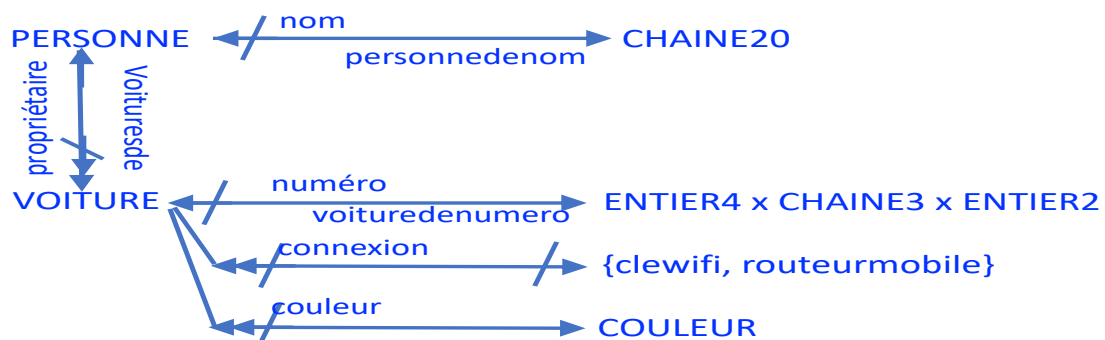 nom
PERSONNE CHAINE20
personnedenom
propriétaire
Voituresde
numéro
VOITURE ENTIER4 x CHAINE3 x ENTIER2
voituredenumero
connexion
{clewifi, routeurmobile}
couleur
COULEUR